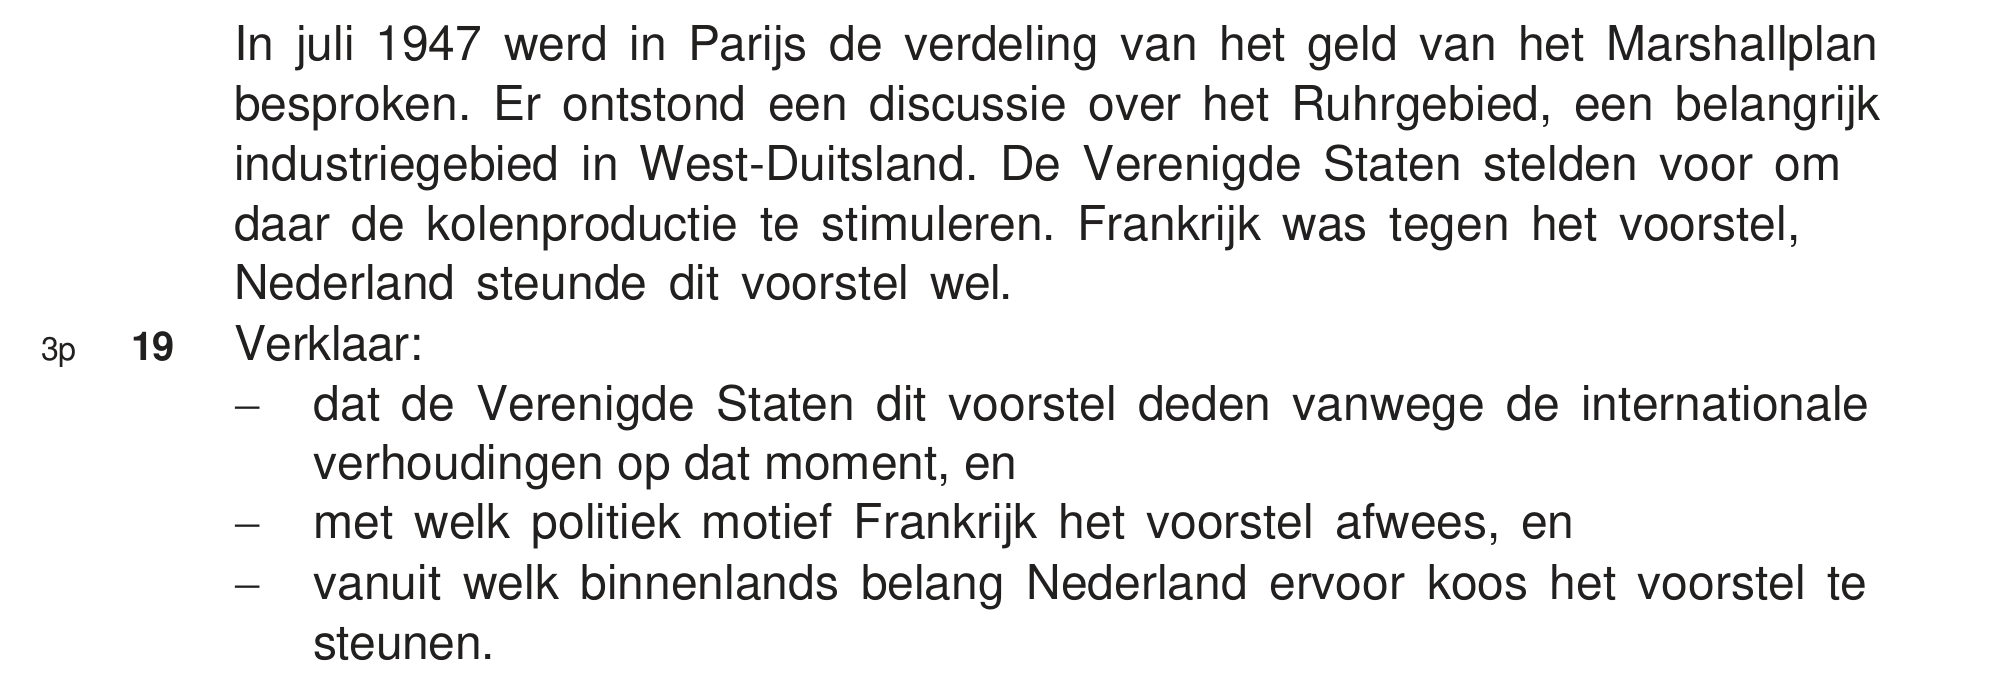 In juli 1947 werd in Parijs de verdeling van het geld van het Marshallplan
besproken. Er ontstond een discussie over het Ruhrgebied, een belangrijk
industriegebied in West-Duitsland. De Verenigde Staten stelden voor om
daar de kolenproductie te stimuleren. Frankrijk was tegen het voorstel,
Nederland steunde dit voorstel wel.
3p 19 Verklaar:
– dat de Verenigde Staten dit voorstel deden vanwege de internationale
verhoudingen op dat moment, en
– met welk politiek motief Frankrijk het voorstel afwees, en
– vanuit welk binnenlands belang Nederland ervoor koos het voorstel te
steunen.